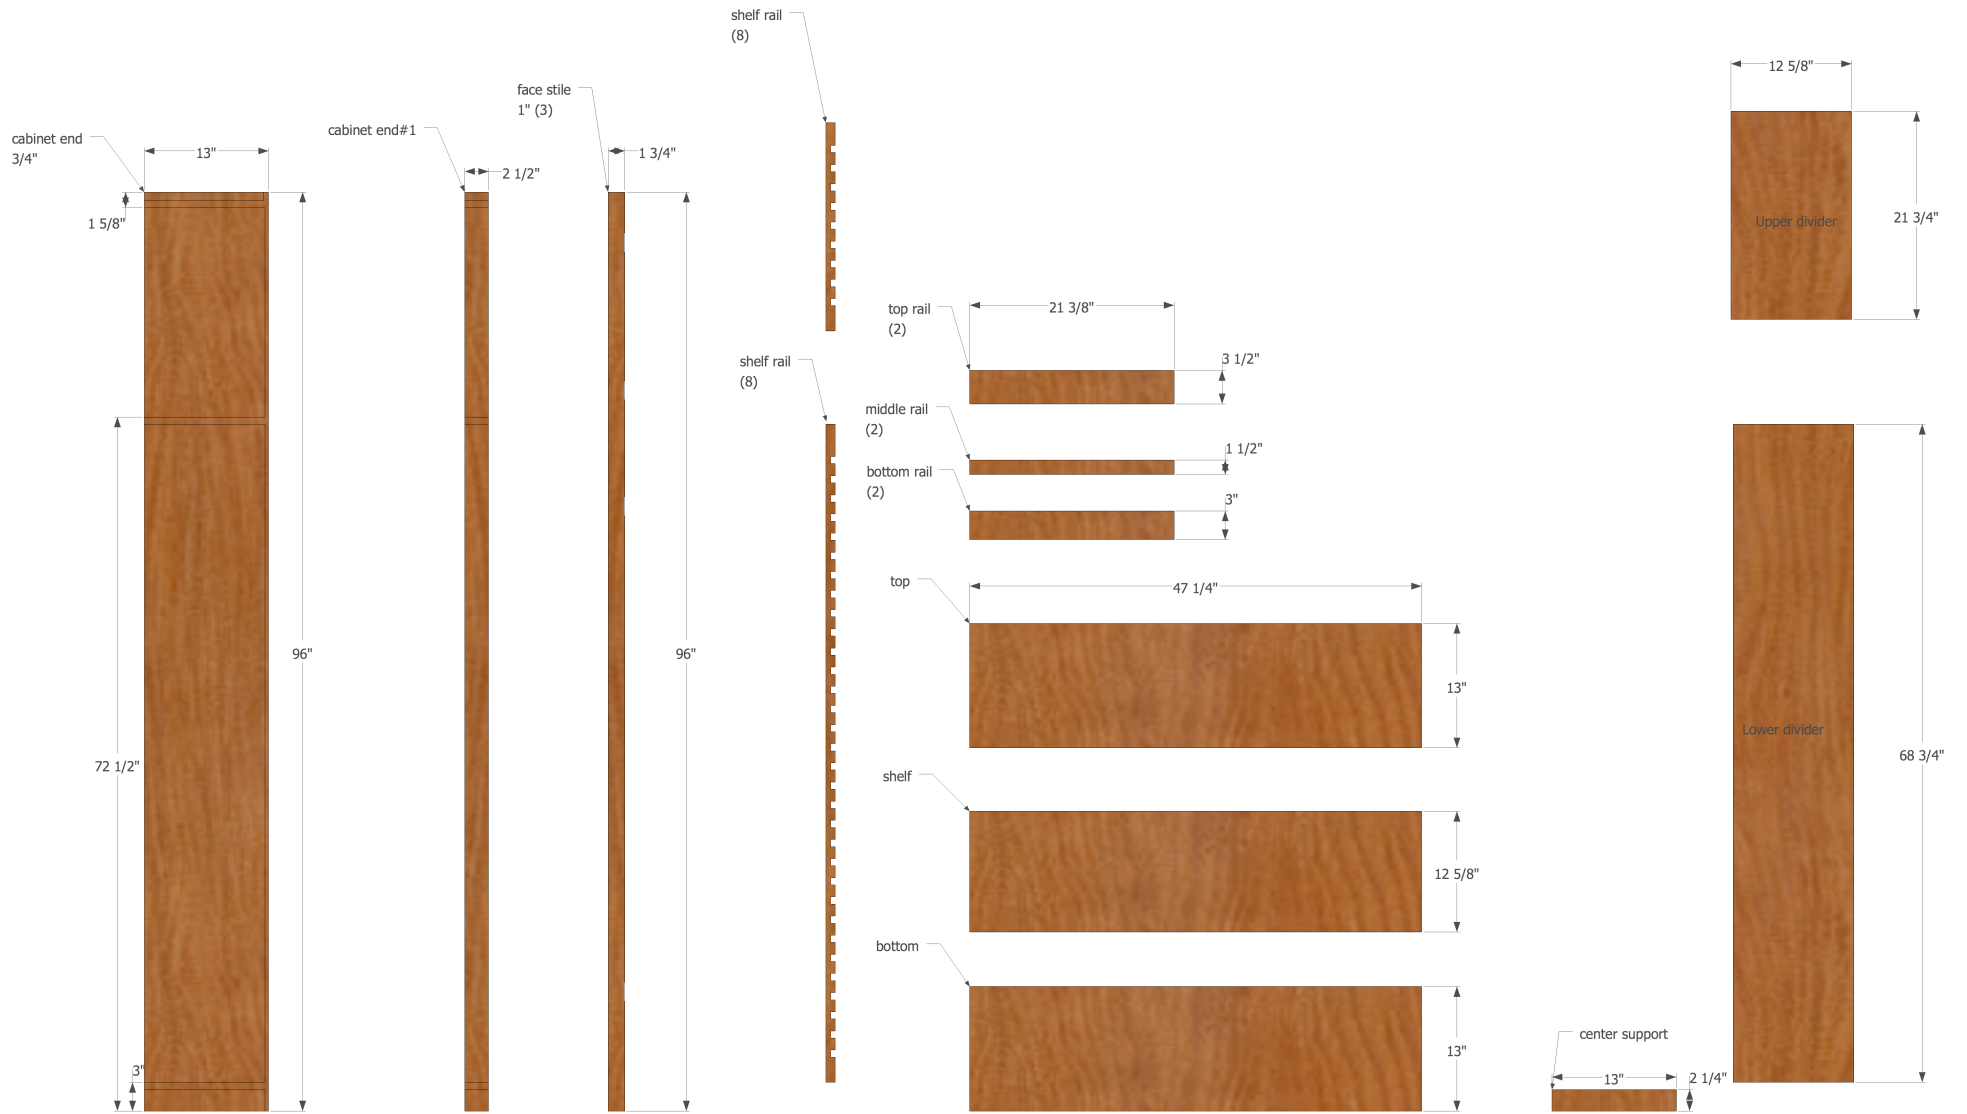 shelf rail
(8)
12 5/8"
face stile
1" (3)
cabinet end
3/4"
cabinet end#1
13"
1 3/4"
2 1/2"
1 5/8"
Upper divider
21 3/4"
top rail
(2)
21 3/8"
3 1/2"
shelf rail
(8)
middle rail
(2)
1 1/2"
bottom rail
(2)
3"
top
47 1/4"
96"
96"
13"
72 1/2"
Lower divider
68 3/4"
shelf
12 5/8"
bottom
center support
13"
13"
2 1/4"
3"